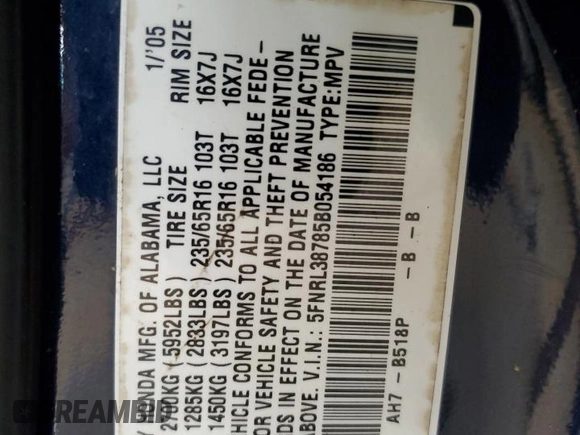 HONDA MFG. OF ALABAMA, LLC 1/'05
2700KG (5952LBS) TIRE SIZE RIM SIZE
1285KG (2833LBS) 235/65R16 103T 16X7J
1450KG (3197LBS) 235/65R16 103T 16X7J
HICLE CONFORMS TO ALL APPLICABLE FEDE-
OR VEHICLE SAFETY AND THEFT PREVENTION
DS IN EFFECT ON THE DATE OF MANUFACTURE
ABOVE. V.I.N.: 5FNRL38785B054186 TYPE:MPV
AH7 - B518P -B -B
CREAMBID